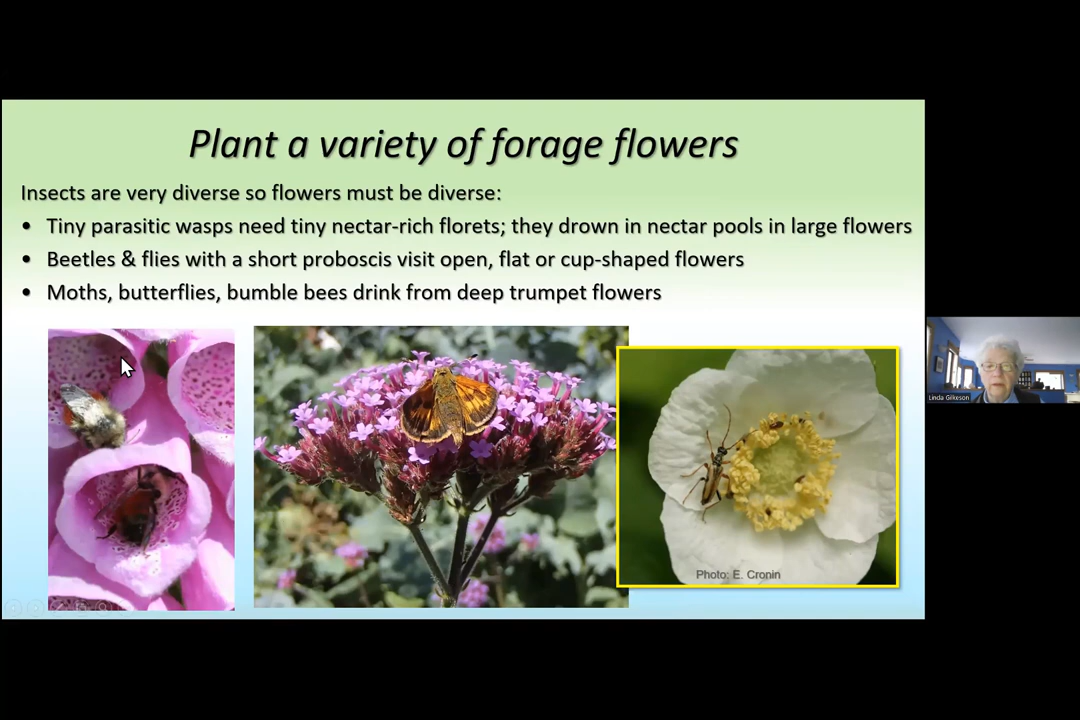 Plant a variety of forage flowers
Insects are very diverse so flowers must be diverse:
• Tiny parasitic wasps need tiny nectar-rich florets; they drown in nectar pools in large flowers
• Beetles & flies with a short proboscis visit open, flat or cup-shaped flowers
• Moths, butterflies, bumble bees drink from deep trumpet flowers
Linda Gilkeson
Photo: E. Cronin